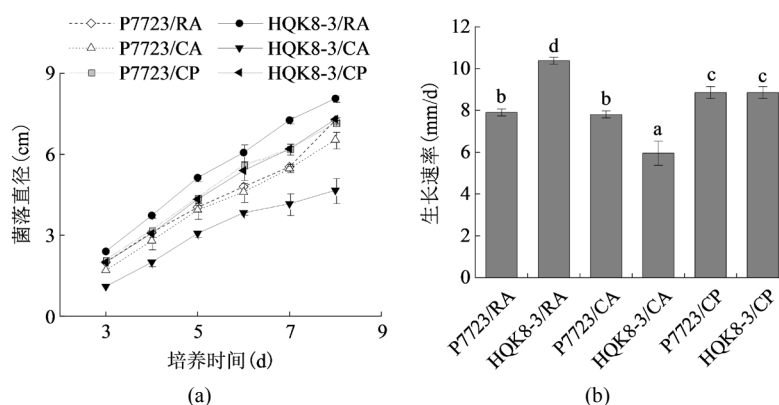 P7723/RA HQK8-3/RA
P7723/CA HQK8-3/CA
P7723/CP HQK8-3/CP
9
6
3
0
菌落直径(cm)
3 5 7 9
培养时间(d)
(a)
12
10
8
6
4
2
0
生长速率(mm/d)
b d b a c c
P7723/RA
HQK8-3/RA
P7723/CA
HQK8-3/CA
P7723/CP
HQK8-3/CP
(b)